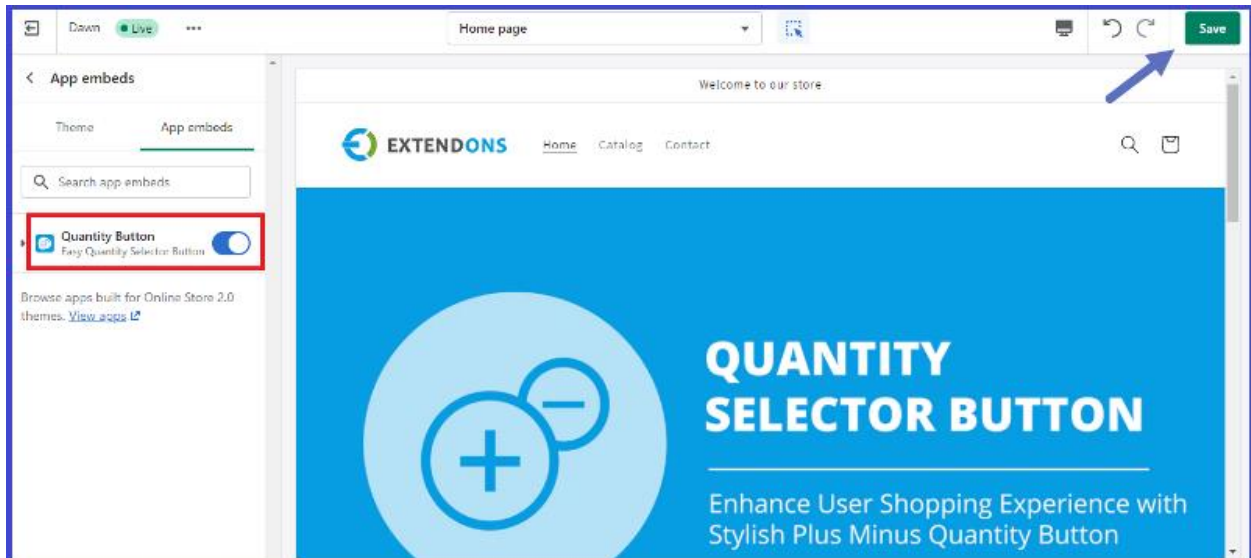 Dawn
Live
Home page
Save
App embeds
Theme
App embeds
Search app embeds
Quantity Button
Easy Quantity Selector Button
Browse apps built for Online Store 2.0
themes. View apps
Welcome to our store
EXTENDONS
Home
Catalog
Contact
QUANTITY
SELECTOR BUTTON
Enhance User Shopping Experience with
Stylish Plus Minus Quantity Button